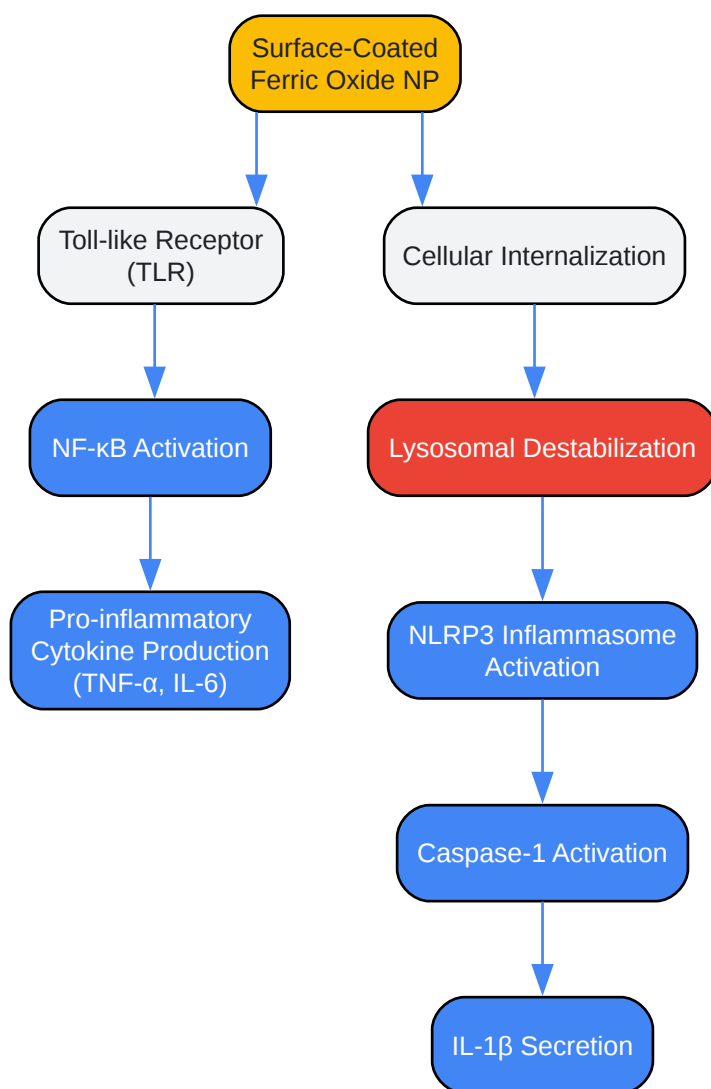 Surface-Coated
Ferric Oxide NP
Toll-like Receptor
(TLR)
Cellular Internalization
NF-κB Activation
Lysosomal Destabilization
Pro-inflammatory
Cytokine Production
(TNF-α, IL-6)
NLRP3 Inflammasome
Activation
Caspase-1 Activation
IL-1β Secretion